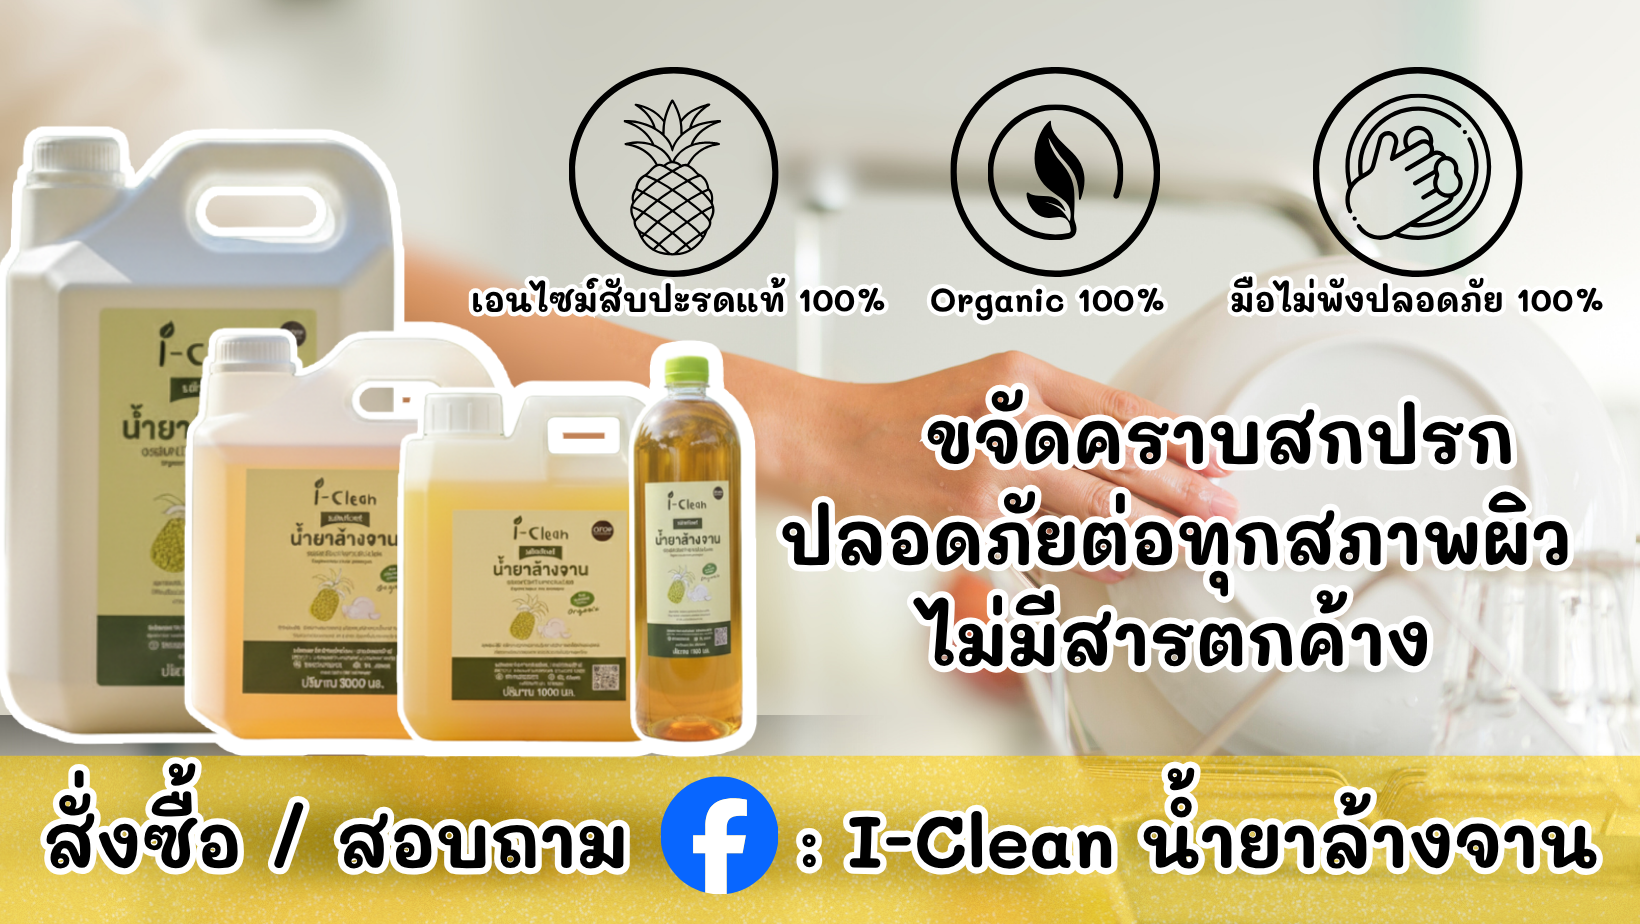 เอนไซม์สับปะรดแท้ 100%
Organic 100%
มือไม่พังปลอดภัย 100%
ขจัดคราบสกปรก
ปลอดภัยต่อทุกสภาพผิว
ไม่มีสารตกค้าง
i-Clean
น้ำยาล้างจาน
ปริมาณ 3000 มล.
i-Clean
น้ำยาล้างจาน
Organic
ปริมาณ 1000 มล.
i-Clean
น้ำยาล้างจาน
สั่งซื้อ / สอบถาม f : I-Clean น้ำยาล้างจาน